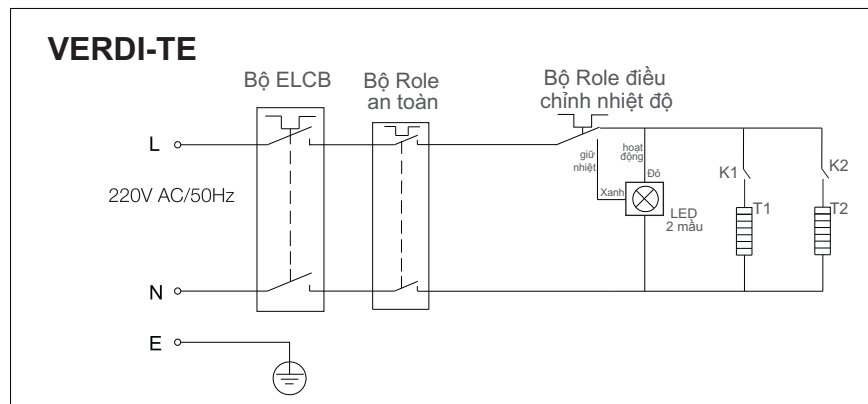 VERDI-TE
Bộ ELCB
Bộ Role
an toàn
Bộ Role điều
chỉnh nhiệt độ
L
220V AC/50Hz
N
E
giữ
nhiệt
hoạt
động
Đỏ
Xanh
LED
2 mầu
K1
T1
K2
T2